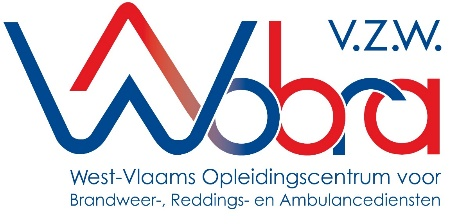 V.Z.W.
Wobra
West-Vlaams Opleidingscentrum voor
Brandweer-, Reddings- en Ambulancediensten